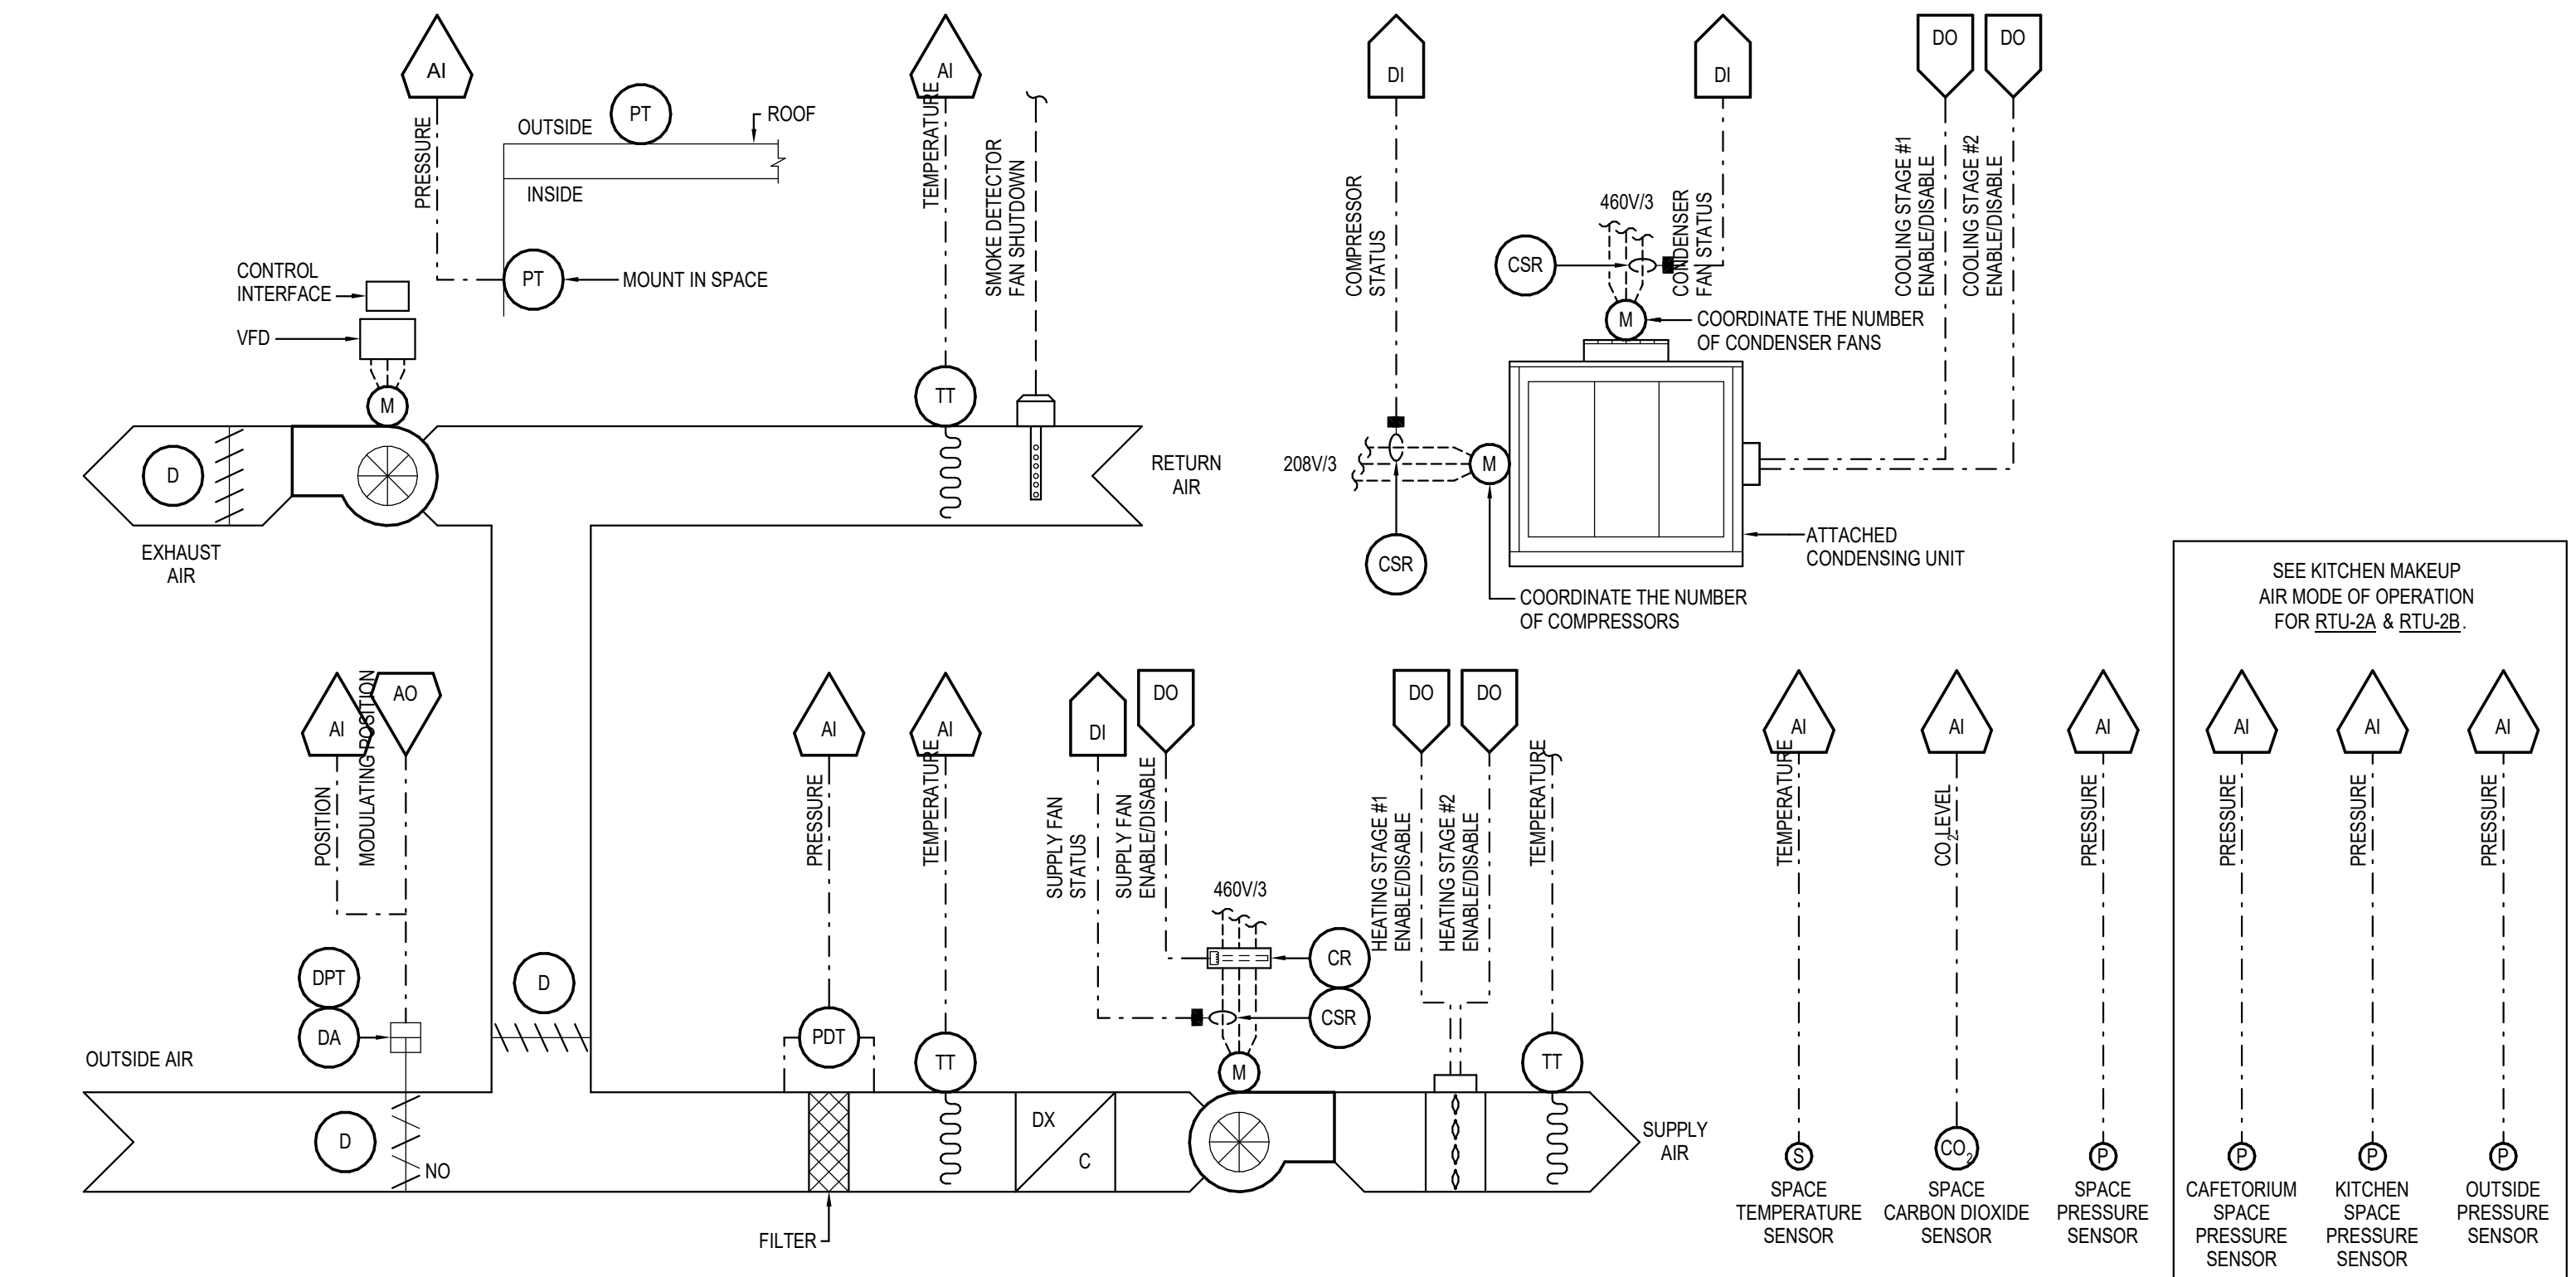 AI
AI
DI
DI
DO
DO
PRESSURE
OUTSIDE
PT
ROOF
INSIDE
PT
MOUNT IN SPACE
TEMPERATURE
SMOKE DETECTOR
FAN SHUTDOWN
CONTROL
INTERFACE
VFD
M
TT
D
EXHAUST
AIR
RETURN
AIR
COMPRESSOR
STATUS
460V/3
CSR
CONDENSER
FAN STATUS
M
COORDINATE THE NUMBER
OF CONDENSER FANS
COOLING STAGE #1
ENABLE/DISABLE
COOLING STAGE #2
ENABLE/DISABLE
208V/3
M
CSR
ATTACHED
CONDENSING UNIT
COORDINATE THE NUMBER
OF COMPRESSORS
SEE KITCHEN MAKEUP
AIR MODE OF OPERATION
FOR RTU-2A & RTU-2B.
AI
AO
AI
AI
DI
DO
DO
DO
AI
AI
AI
AI
AI
AI
POSITION
MODULATING POSITION
PRESSURE
TEMPERATURE
SUPPLY FAN
STATUS
SUPPLY FAN
ENABLE/DISABLE
460V/3
HEATING STAGE #1
ENABLE/DISABLE
HEATING STAGE #2
ENABLE/DISABLE
TEMPERATURE
TEMPERATURE
CO₂LEVEL
PRESSURE
PRESSURE
PRESSURE
PRESSURE
DPT
DA
D
PDT
TT
CR
CSR
M
TT
OUTSIDE AIR
D
NO
DX
C
SUPPLY
AIR
FILTER
S
SPACE
TEMPERATURE
SENSOR
CO₂
SPACE
CARBON DIOXIDE
SENSOR
P
SPACE
PRESSURE
SENSOR
P
CAFETORIUM
SPACE
PRESSURE
SENSOR
P
KITCHEN
SPACE
PRESSURE
SENSOR
P
OUTSIDE
PRESSURE
SENSOR